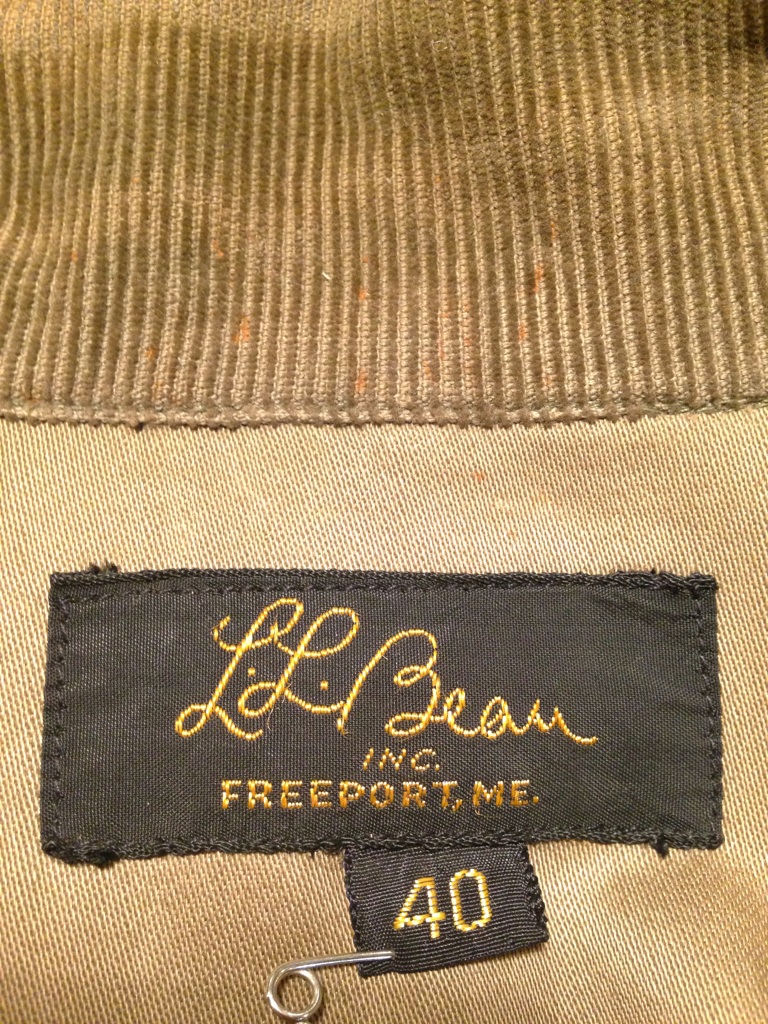 L.L.Bean
INC.
FREEPORT, ME.
40